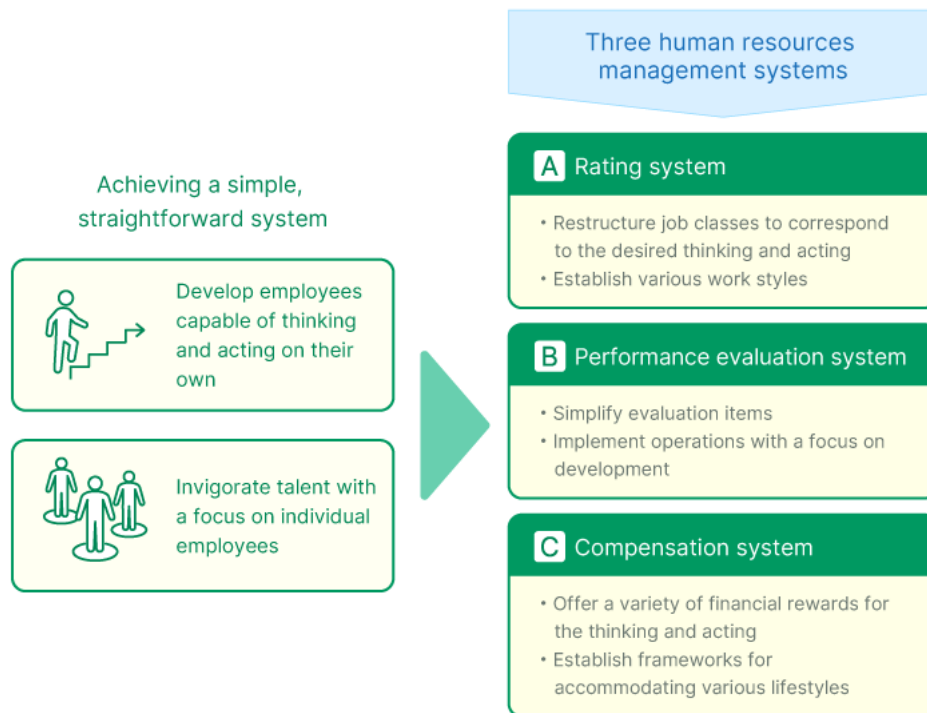 Three human resources
management systems
Achieving a simple,
straightforward system
Develop employees
capable of thinking
and acting on their
own
Invigorate talent with
a focus on individual
employees
A Rating system
• Restructure job classes to correspond
to the desired thinking and acting
• Establish various work styles
B Performance evaluation system
• Simplify evaluation items
• Implement operations with a focus on
development
C Compensation system
• Offer a variety of financial rewards for
the thinking and acting
• Establish frameworks for
accommodating various lifestyles